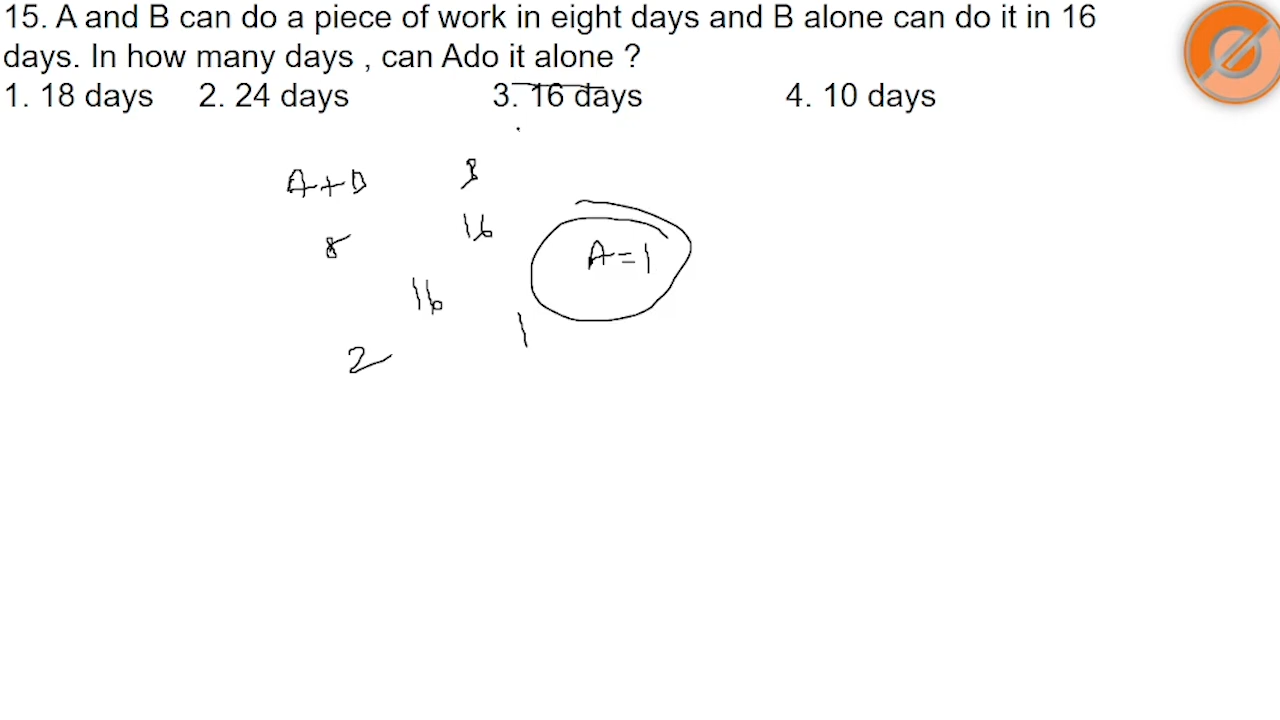 15. A and B can do a piece of work in eight days and B alone can do it in 16
days. In how many days , can Ado it alone ?
1. 18 days 2. 24 days 3. 16 days 4. 10 days
A+B B
8 16
A=1
16
2 1